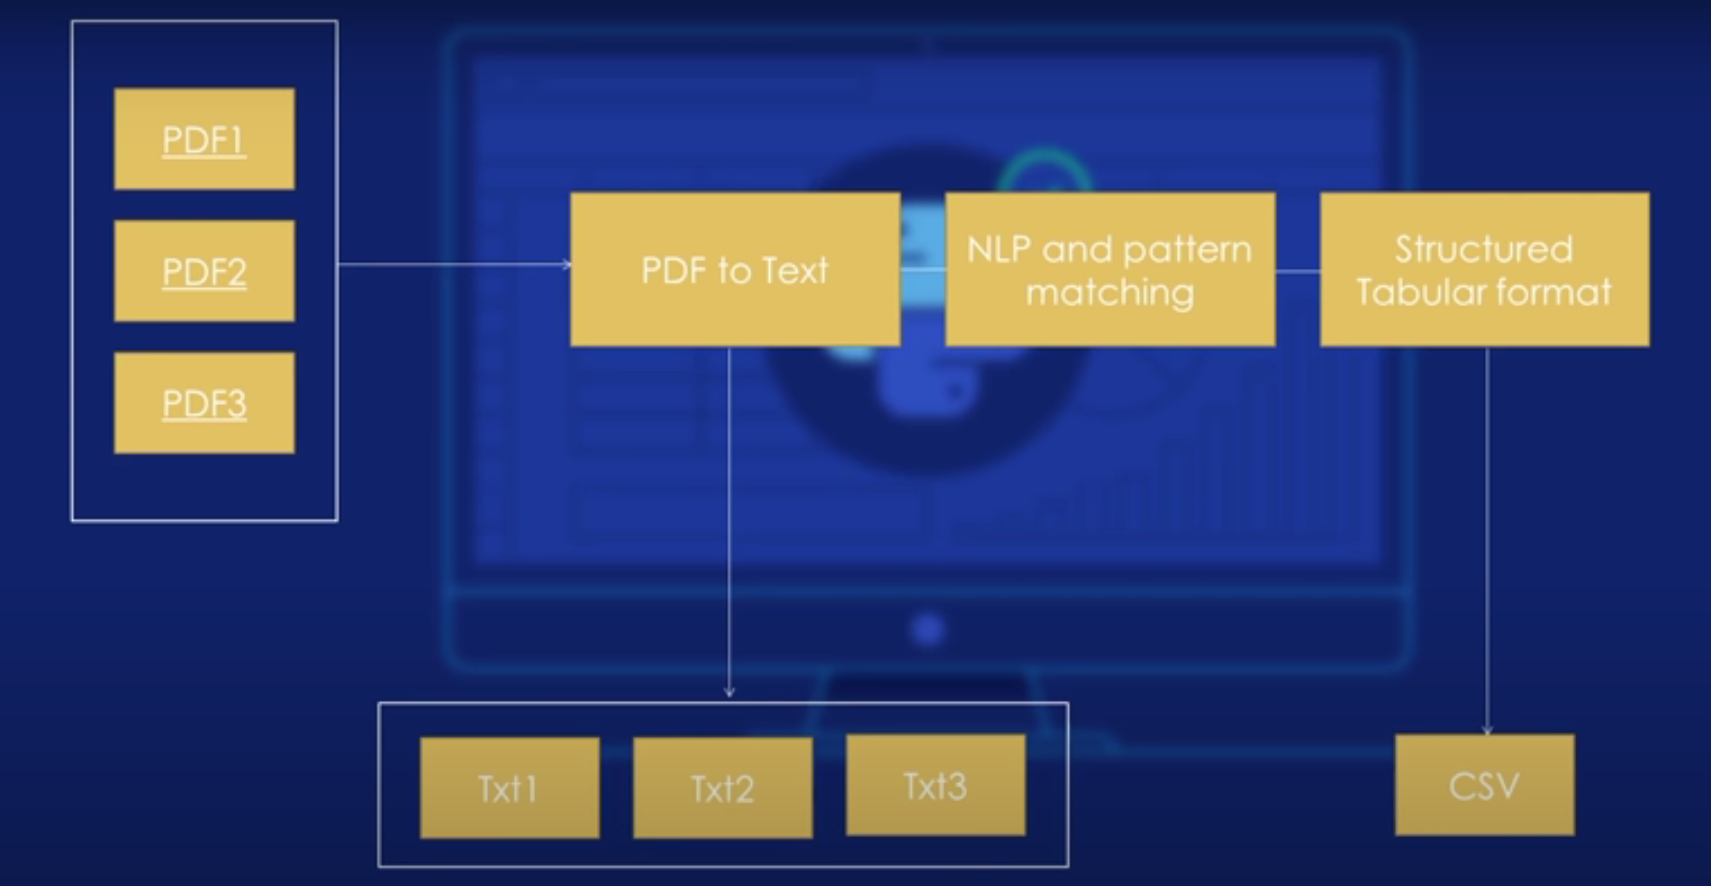 PDF1
PDF2
PDF3
PDF to Text
NLP and pattern
matching
Structured
Tabular format
Txt1
Txt2
Txt3
CSV